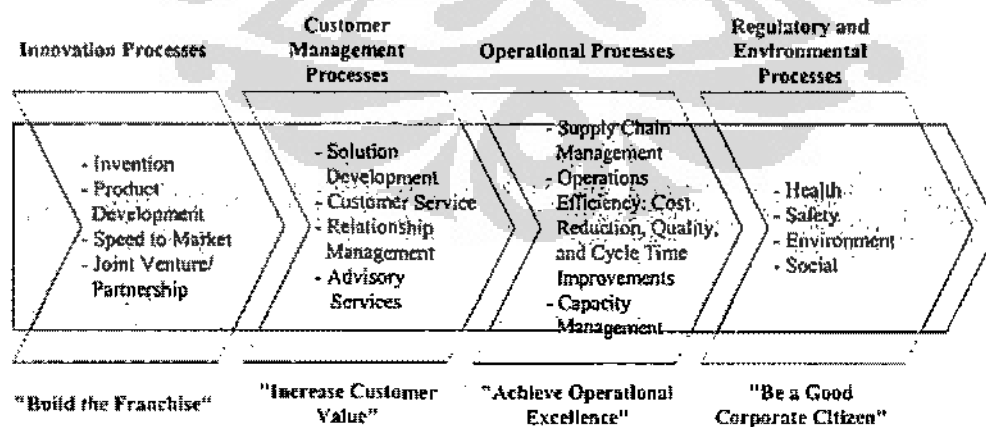 Innovation Processes
Customer
Management
Processes
Operational Processes
Regulatory and
Environmental
Processes
- Invention
- Product
Development
- Speed to Market
- Joint Venture/
Partnership
- Solution
Development
- Customer Service
- Relationship
Management
- Advisory
Services
- Supply Chain
Management
- Operations
Efficiency: Cost
Reduction, Quality,
and Cycle Time
Improvements
- Capacity
Management
- Health
- Safety
- Environment
- Social
"Build the Franchise"
"Increase Customer
Value"
"Achieve Operational
Excellence"
"Be a Good
Corporate Citizen"